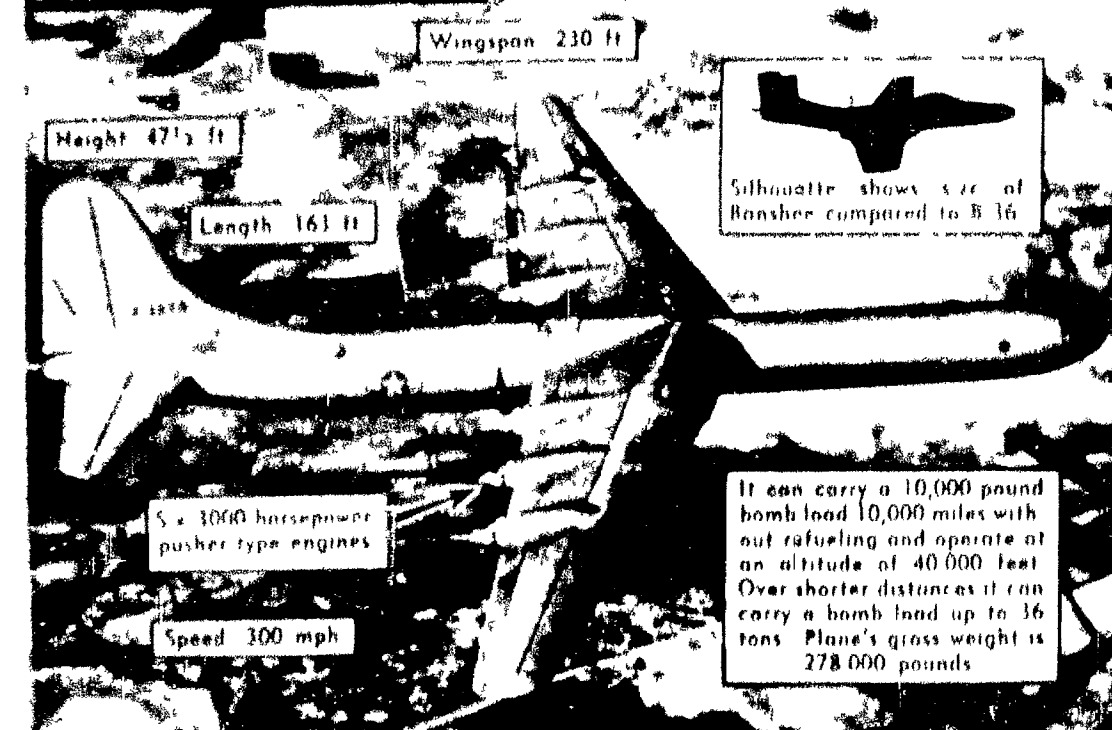 Wingspan 230 ft
Height 47½ ft
Length 163 ft
Silhouette shows size of
Banshee compared to B 36
5 x 3000 horsepower
pusher type engines
Speed 300 mph
It can carry a 10,000 pound
bomb load 10,000 miles with
out refueling and operate at
an altitude of 40 000 feet
Over shorter distances it can
carry a bomb load up to 36
tons Plane's gross weight is
278 000 pounds